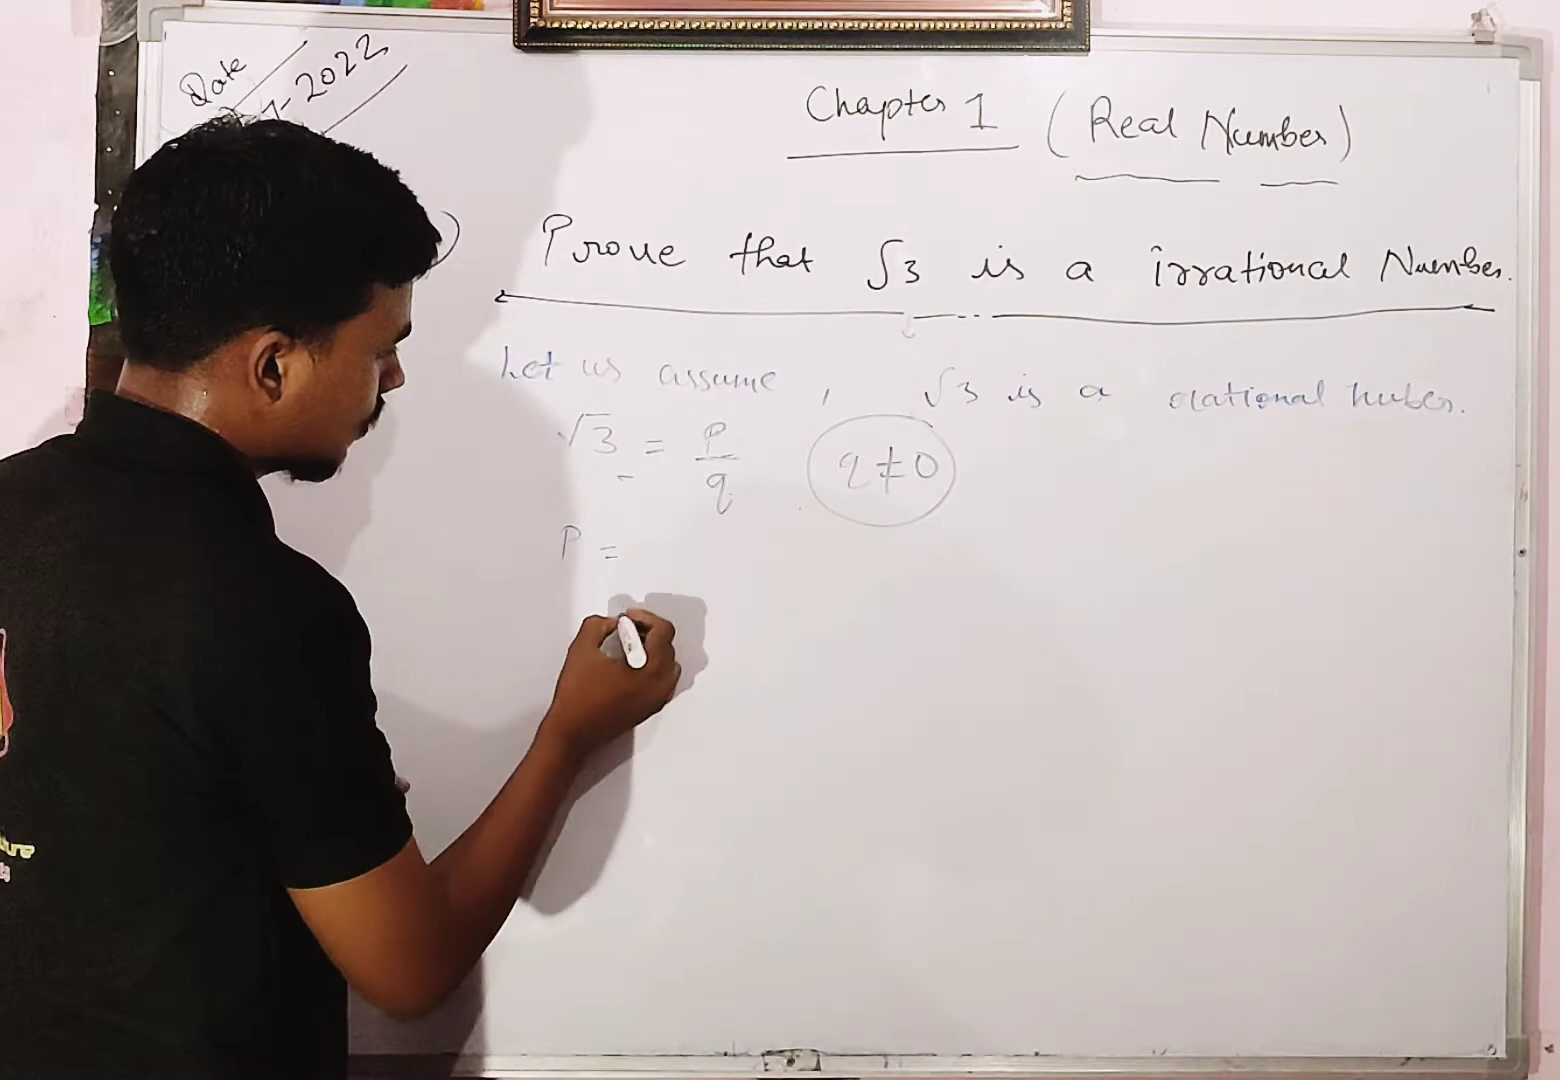 Date
-2022
Chapter 1 (Real Number)
Prove that √3 is a irrational Number.
Let us assume, √3 is a rational nuber.
√3 = p/q q≠0
P =